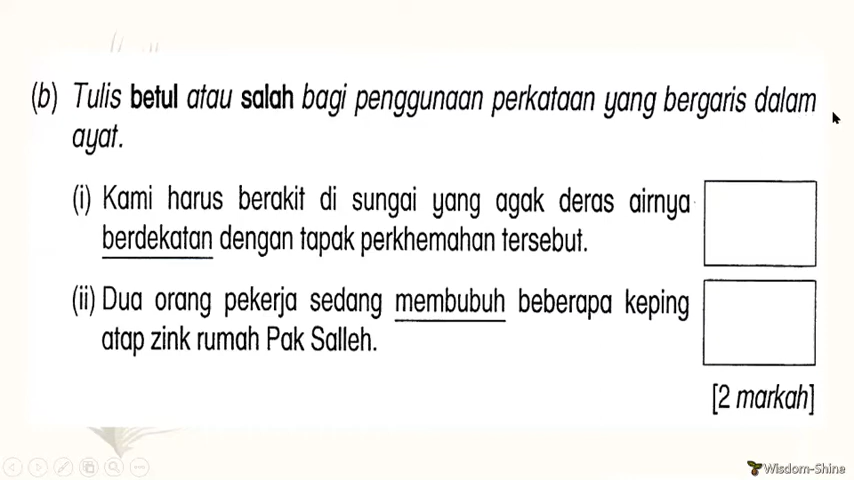 (b) Tulis betul atau salah bagi penggunaan perkataan yang bergaris dalam
ayat.
(i) Kami harus berakit di sungai yang agak deras airnya
berdekatan dengan tapak perkhemahan tersebut.
(ii) Dua orang pekerja sedang membubuh beberapa keping
atap zink rumah Pak Salleh.
[2 markah]
Wisdom-Shine